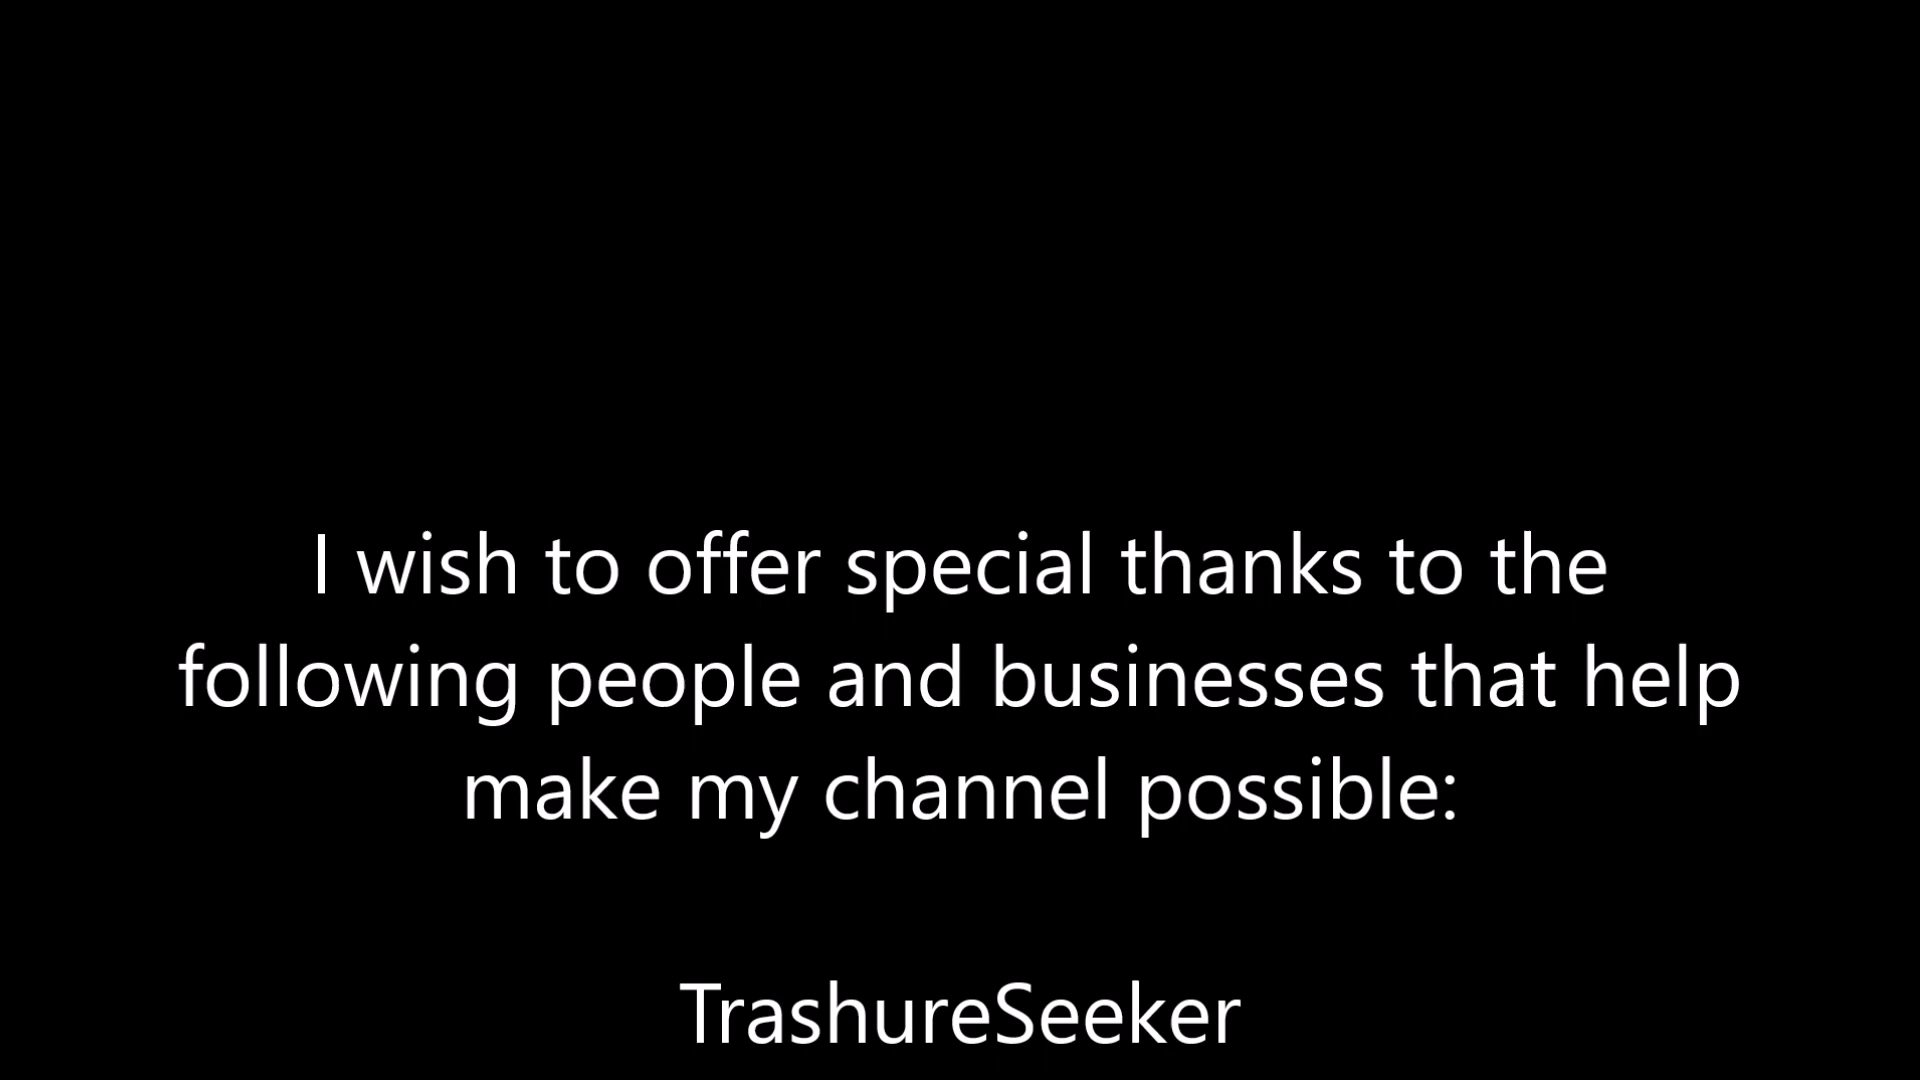 I wish to offer special thanks to the
following people and businesses that help
make my channel possible:
TrashureSeeker